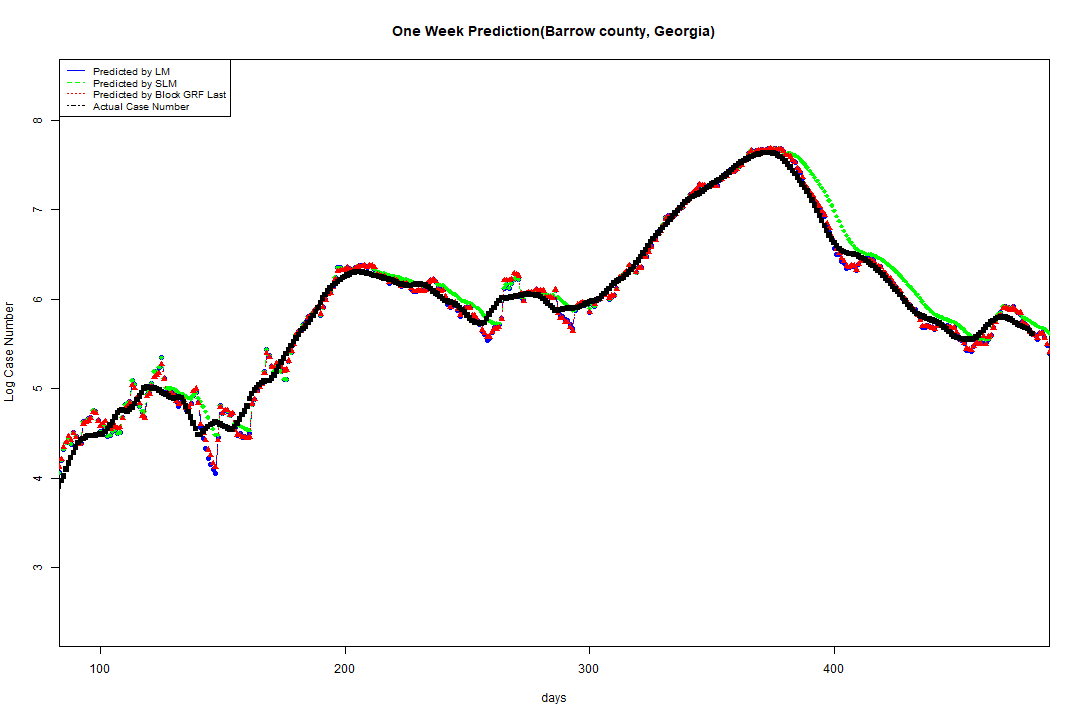 One Week Prediction(Barrow county, Georgia)
Predicted by LM
Predicted by SLM
Predicted by Block GRF Last
Actual Case Number
8
7
6
5
4
3
Log Case Number
100 200 300 400
days